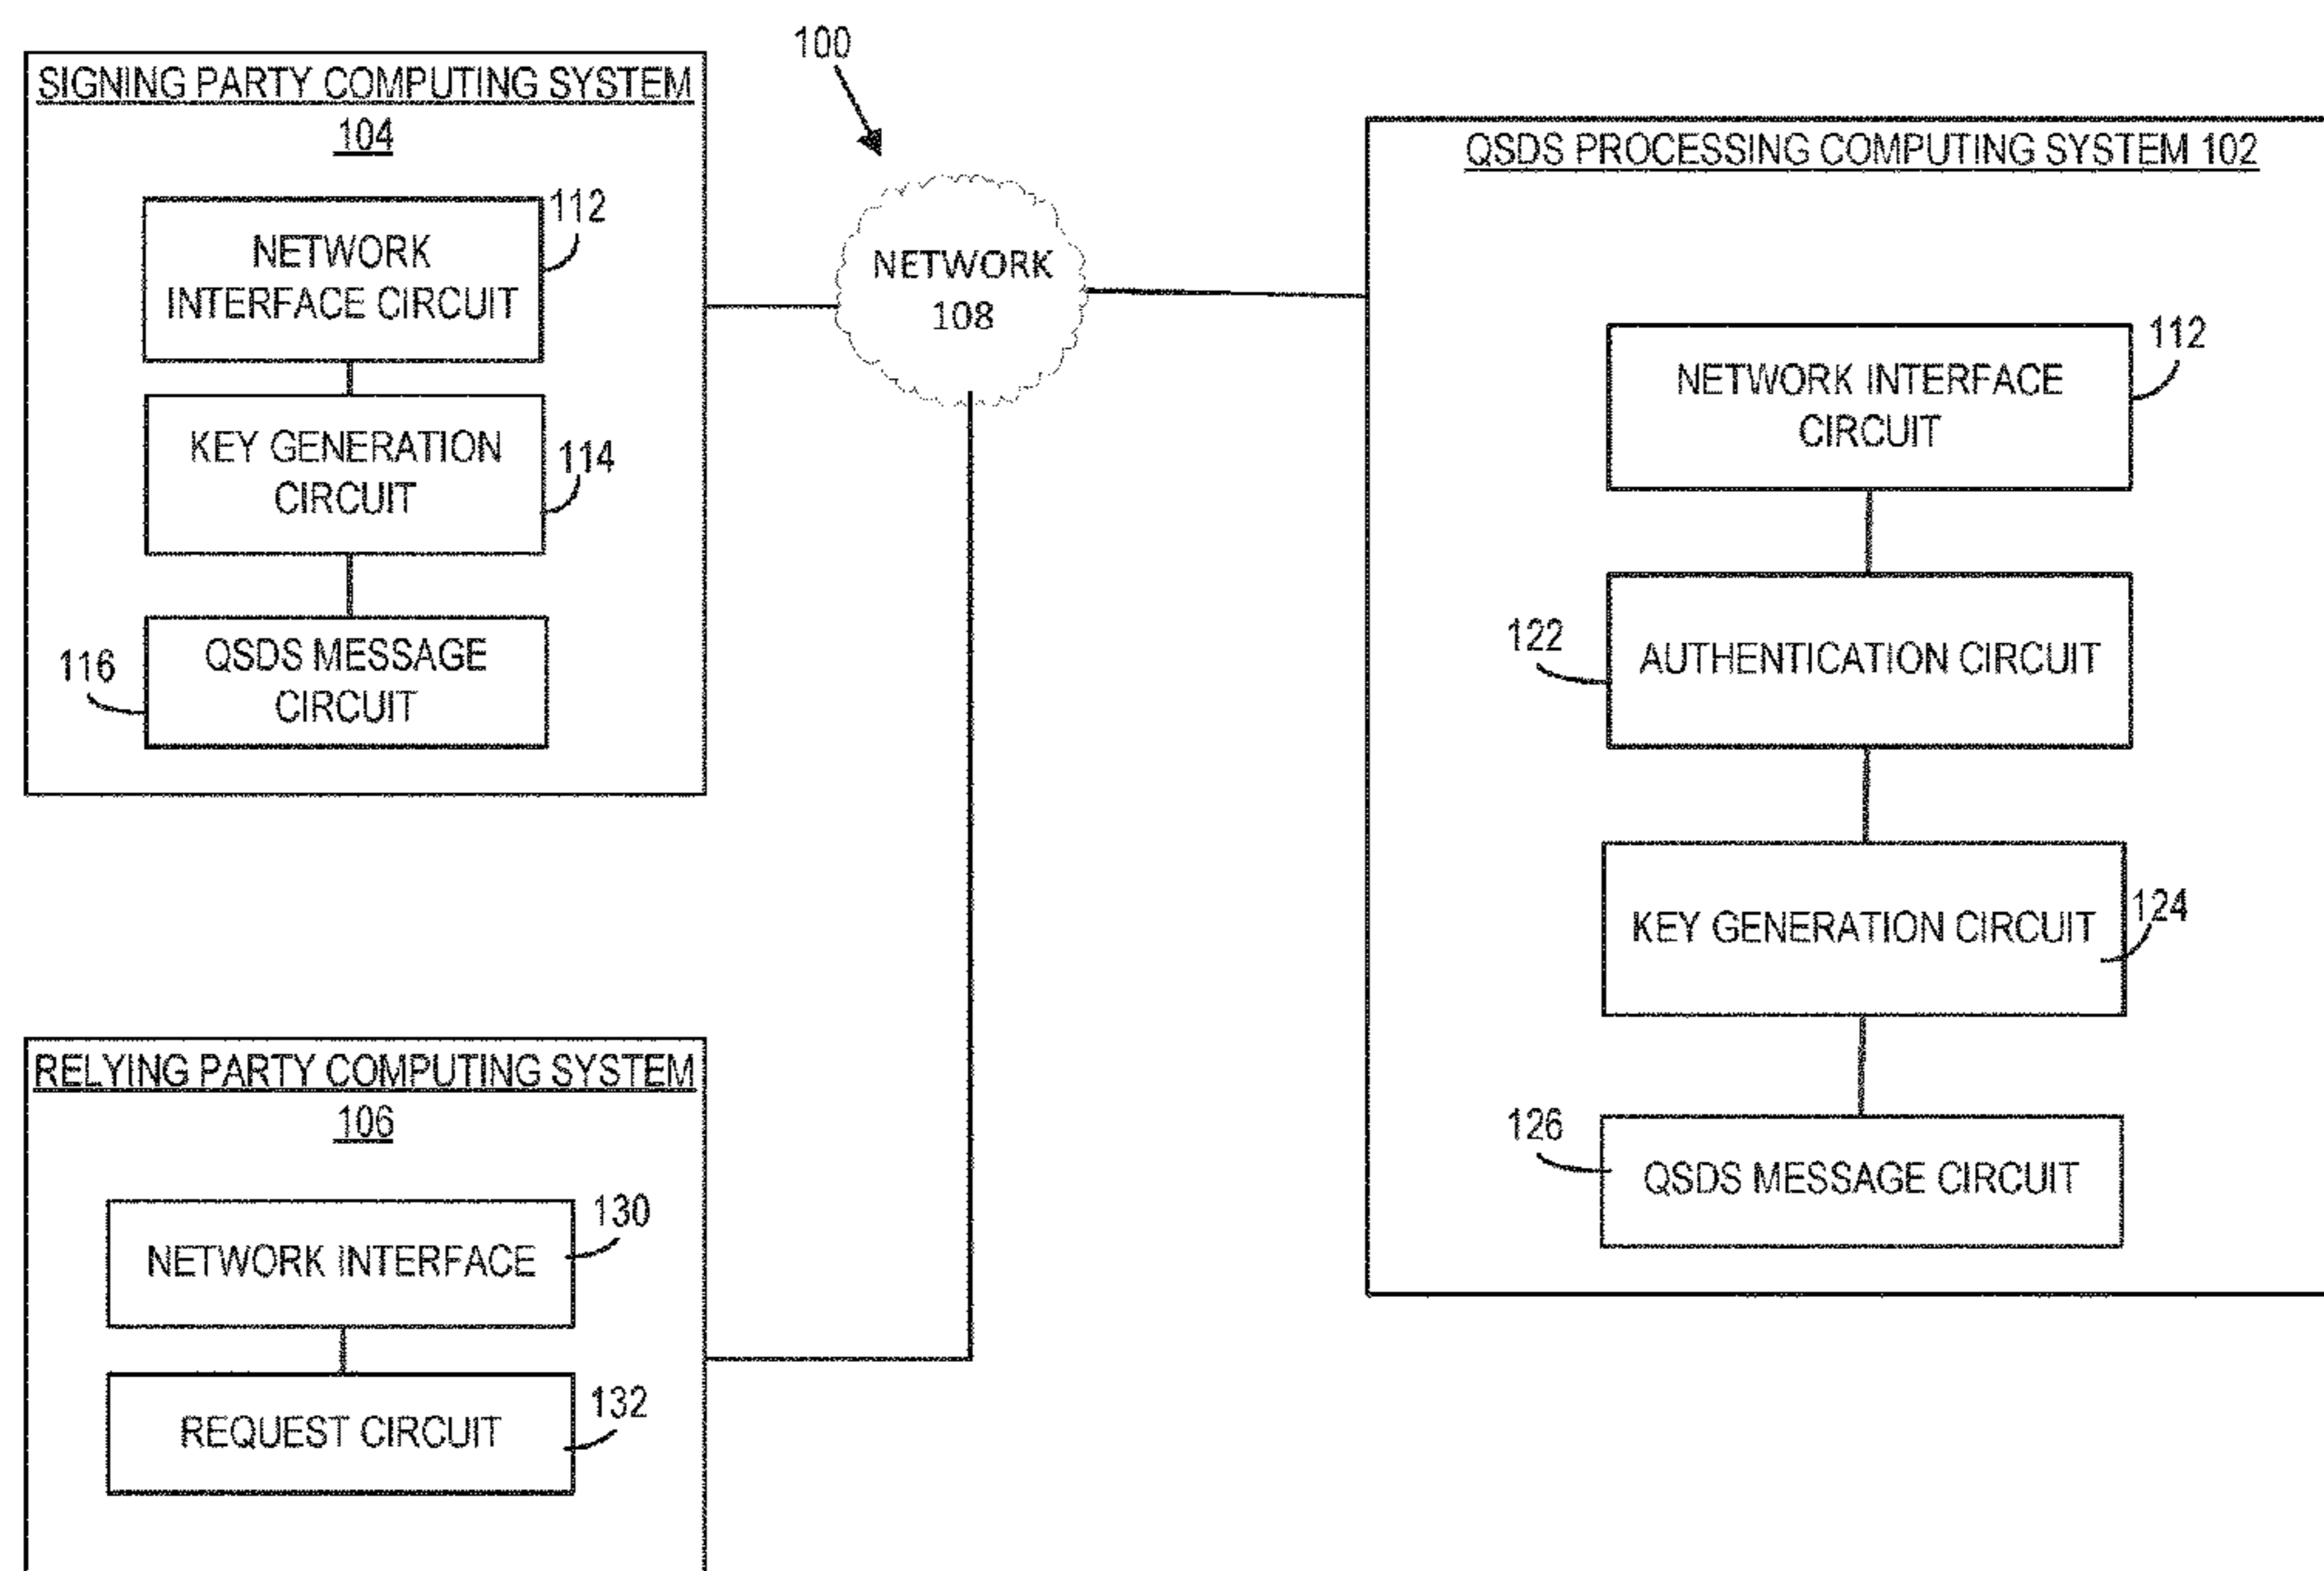 100
SIGNING PARTY COMPUTING SYSTEM
104
112
NETWORK
INTERFACE CIRCUIT
KEY GENERATION
CIRCUIT
114
116
QSDS MESSAGE
CIRCUIT
NETWORK
108
QSDS PROCESSING COMPUTING SYSTEM 102
112
NETWORK INTERFACE
CIRCUIT
122
AUTHENTICATION CIRCUIT
KEY GENERATION CIRCUIT
124
126
QSDS MESSAGE CIRCUIT
RELYING PARTY COMPUTING SYSTEM
106
130
NETWORK INTERFACE
132
REQUEST CIRCUIT